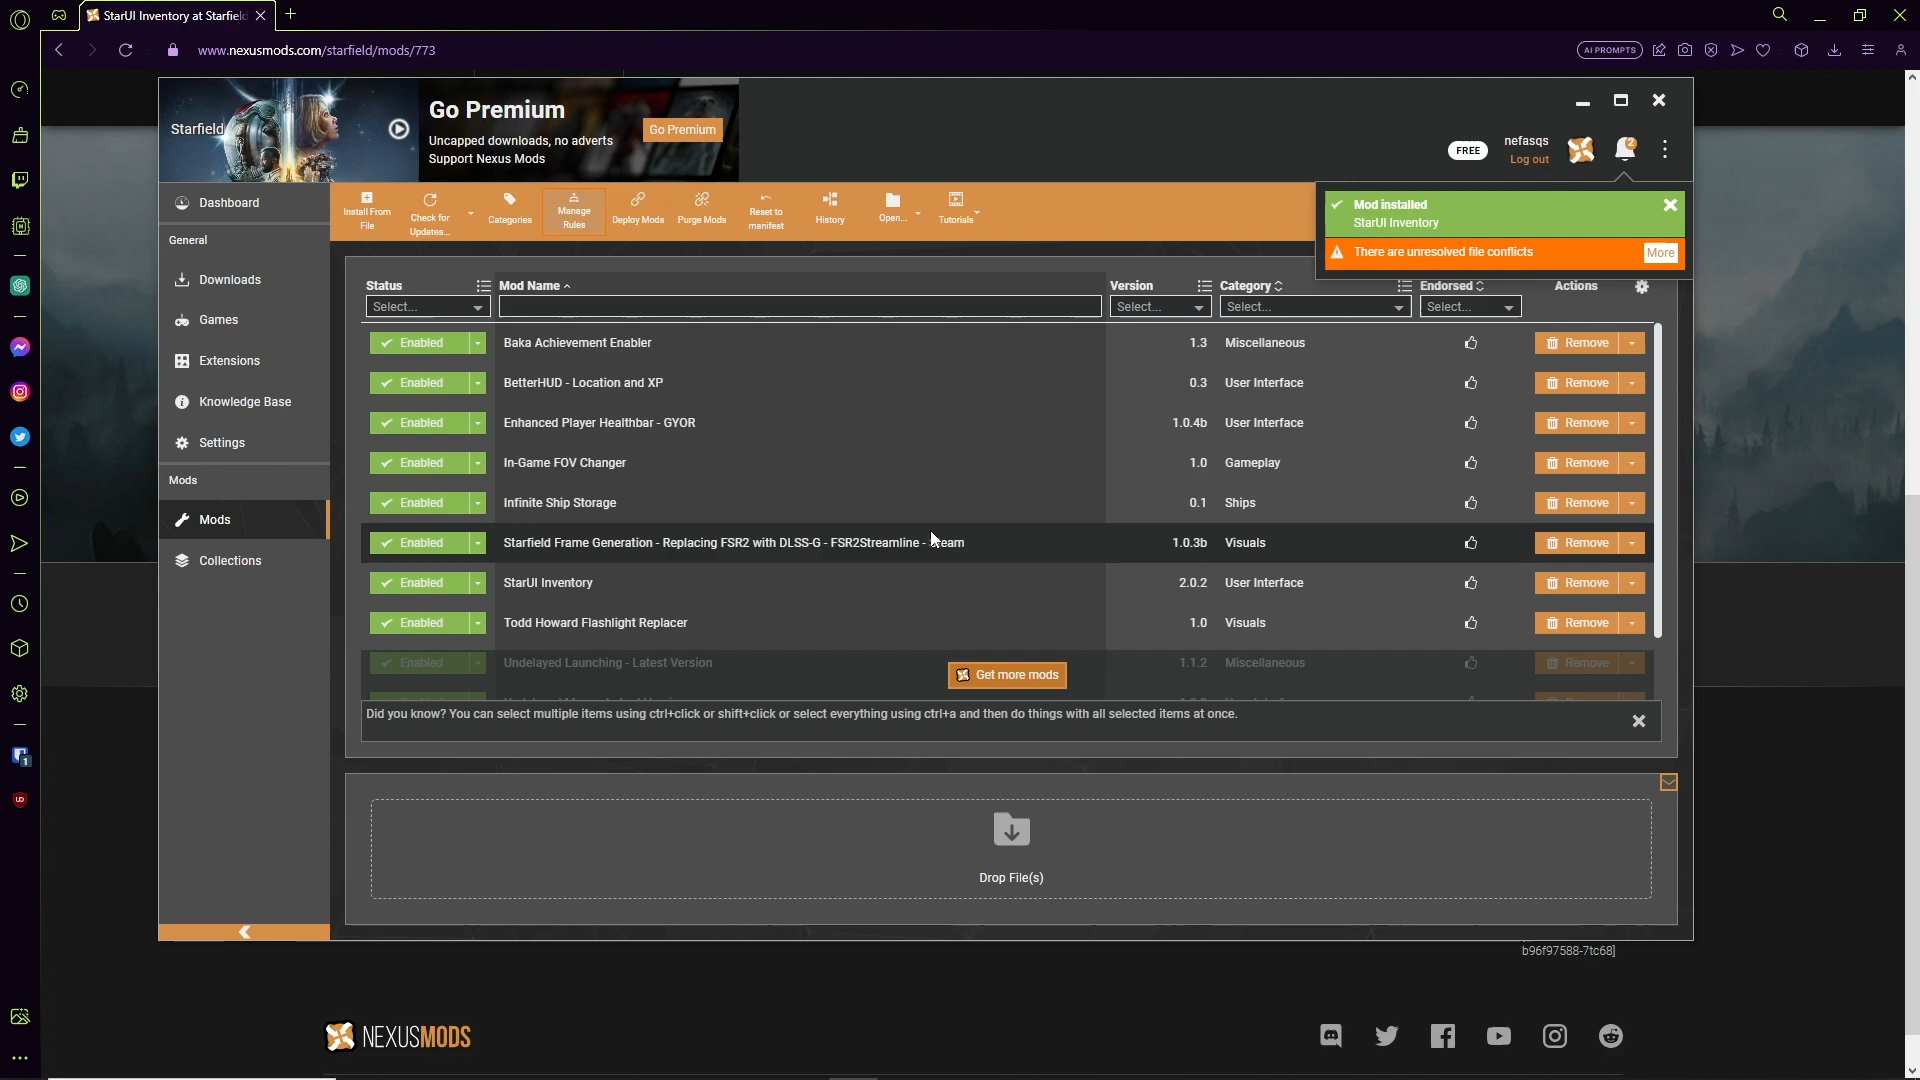 StarUI Inventory at Starfield
www.nexusmods.com/starfield/mods/773
AI PROMPTS
Starfield
Go Premium
Uncapped downloads, no adverts
Support Nexus Mods
Go Premium
FREE
nefasqs
Log out
2
Dashboard
General
Downloads
Games
Extensions
Knowledge Base
Settings
Mods
Mods
Collections
Install From
File
Check for
Updates...
Categories
Manage
Rules
Deploy Mods
Purge Mods
Reset to
manifest
History
Open...
Tutorials
Mod installed
StarUI Inventory
There are unresolved file conflicts
More
Status
Mod Name
Version
Category
Endorsed
Actions
Select...
Select...
Select...
Select...
Enabled
Baka Achievement Enabler
1.3
Miscellaneous
Remove
Enabled
BetterHUD - Location and XP
0.3
User Interface
Remove
Enabled
Enhanced Player Healthbar - GYOR
1.0.4b
User Interface
Remove
Enabled
In-Game FOV Changer
1.0
Gameplay
Remove
Enabled
Infinite Ship Storage
0.1
Ships
Remove
Enabled
Starfield Frame Generation - Replacing FSR2 with DLSS-G - FSR2Streamline -
1.0.3b
Visuals
Remove
Enabled
StarUI Inventory
2.0.2
User Interface
Remove
Enabled
Todd Howard Flashlight Replacer
1.0
Visuals
Remove
Enabled
Undelayed Launching - Latest Version
1.1.2
Miscellaneous
Remove
Get more mods
Did you know? You can select multiple items using ctrl+click or shift+click or select everything using ctrl+a and then do things with all selected items at once.
Drop File(s)
b96f97588-7tc68]
NEXUSMODS
1